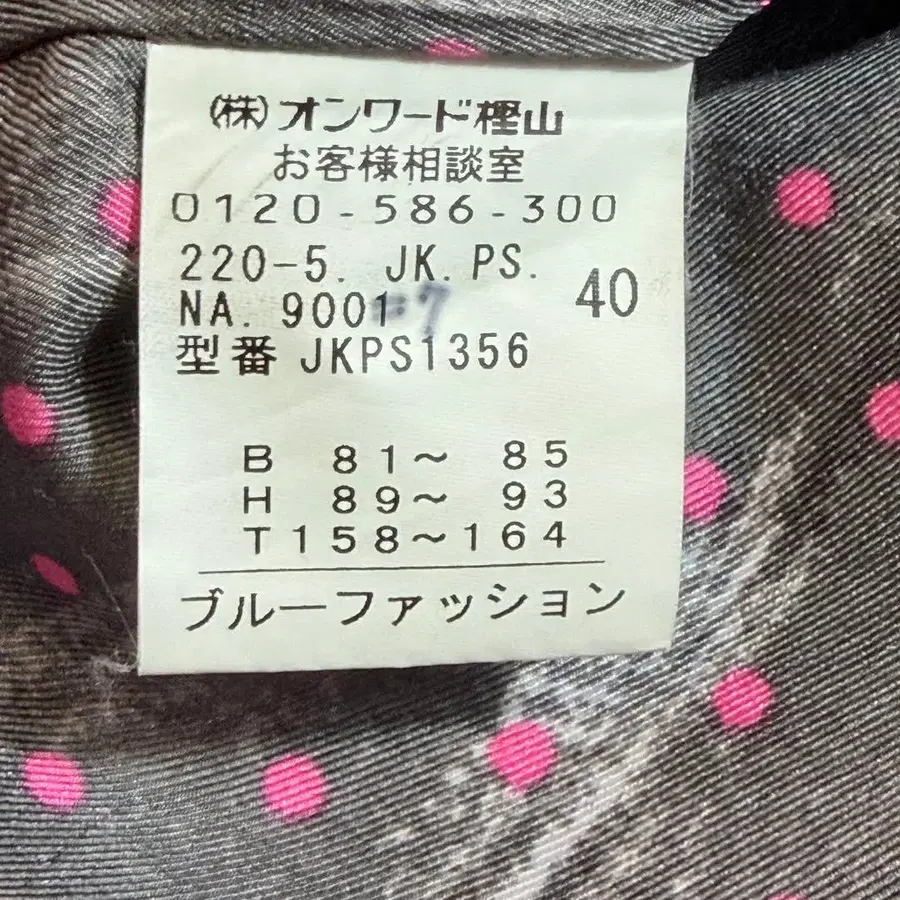 (株)オンワード樫山
お客様相談室
0120-586-300
220-5. JK.PS.
40
NA. 9001
型番 JKPS1356
B 81～ 85
H 89～ 93
T158～164
ブルーファッション